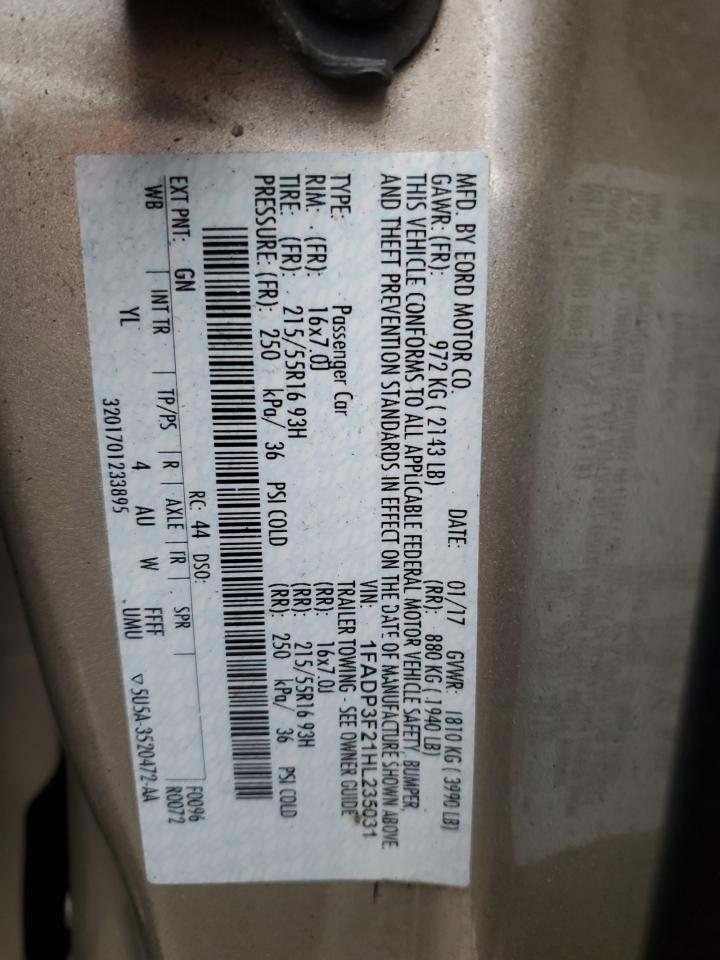 MFD. BY FORD MOTOR CO.
DATE: 01/17 GVWR: 1810 KG ( 3990 LB)
GAWR: (FR): 972 KG ( 2143 LB) (RR): 880 KG ( 1940 LB)
THIS VEHICLE CONFORMS TO ALL APPLICABLE FEDERAL MOTOR VEHICLE SAFETY, BUMPER,
AND THEFT PREVENTION STANDARDS IN EFFECT ON THE DATE OF MANUFACTURE SHOWN ABOVE.
VIN: 1FADP3F21HL235031
TYPE: Passenger Car TRAILER TOWING - SEE OWNER GUIDE
RIM: (FR): 16x7.0J (RR): 16x7.0J
TIRE: (FR): 215/55R16 93H (RR): 215/55R16 93H
PRESSURE: (FR): 250 kPa/ 36 PSI COLD (RR): 250 kPa/ 36 PSI COLD
RC: 44 DSO: F0096
EXT PNT: GN R0072
WB | INT TR | TP/PS | R | AXLE | TR | SPR
YL 4 AU W FFFF
UMU ▽5U5A-3520472-AA
3201701233895